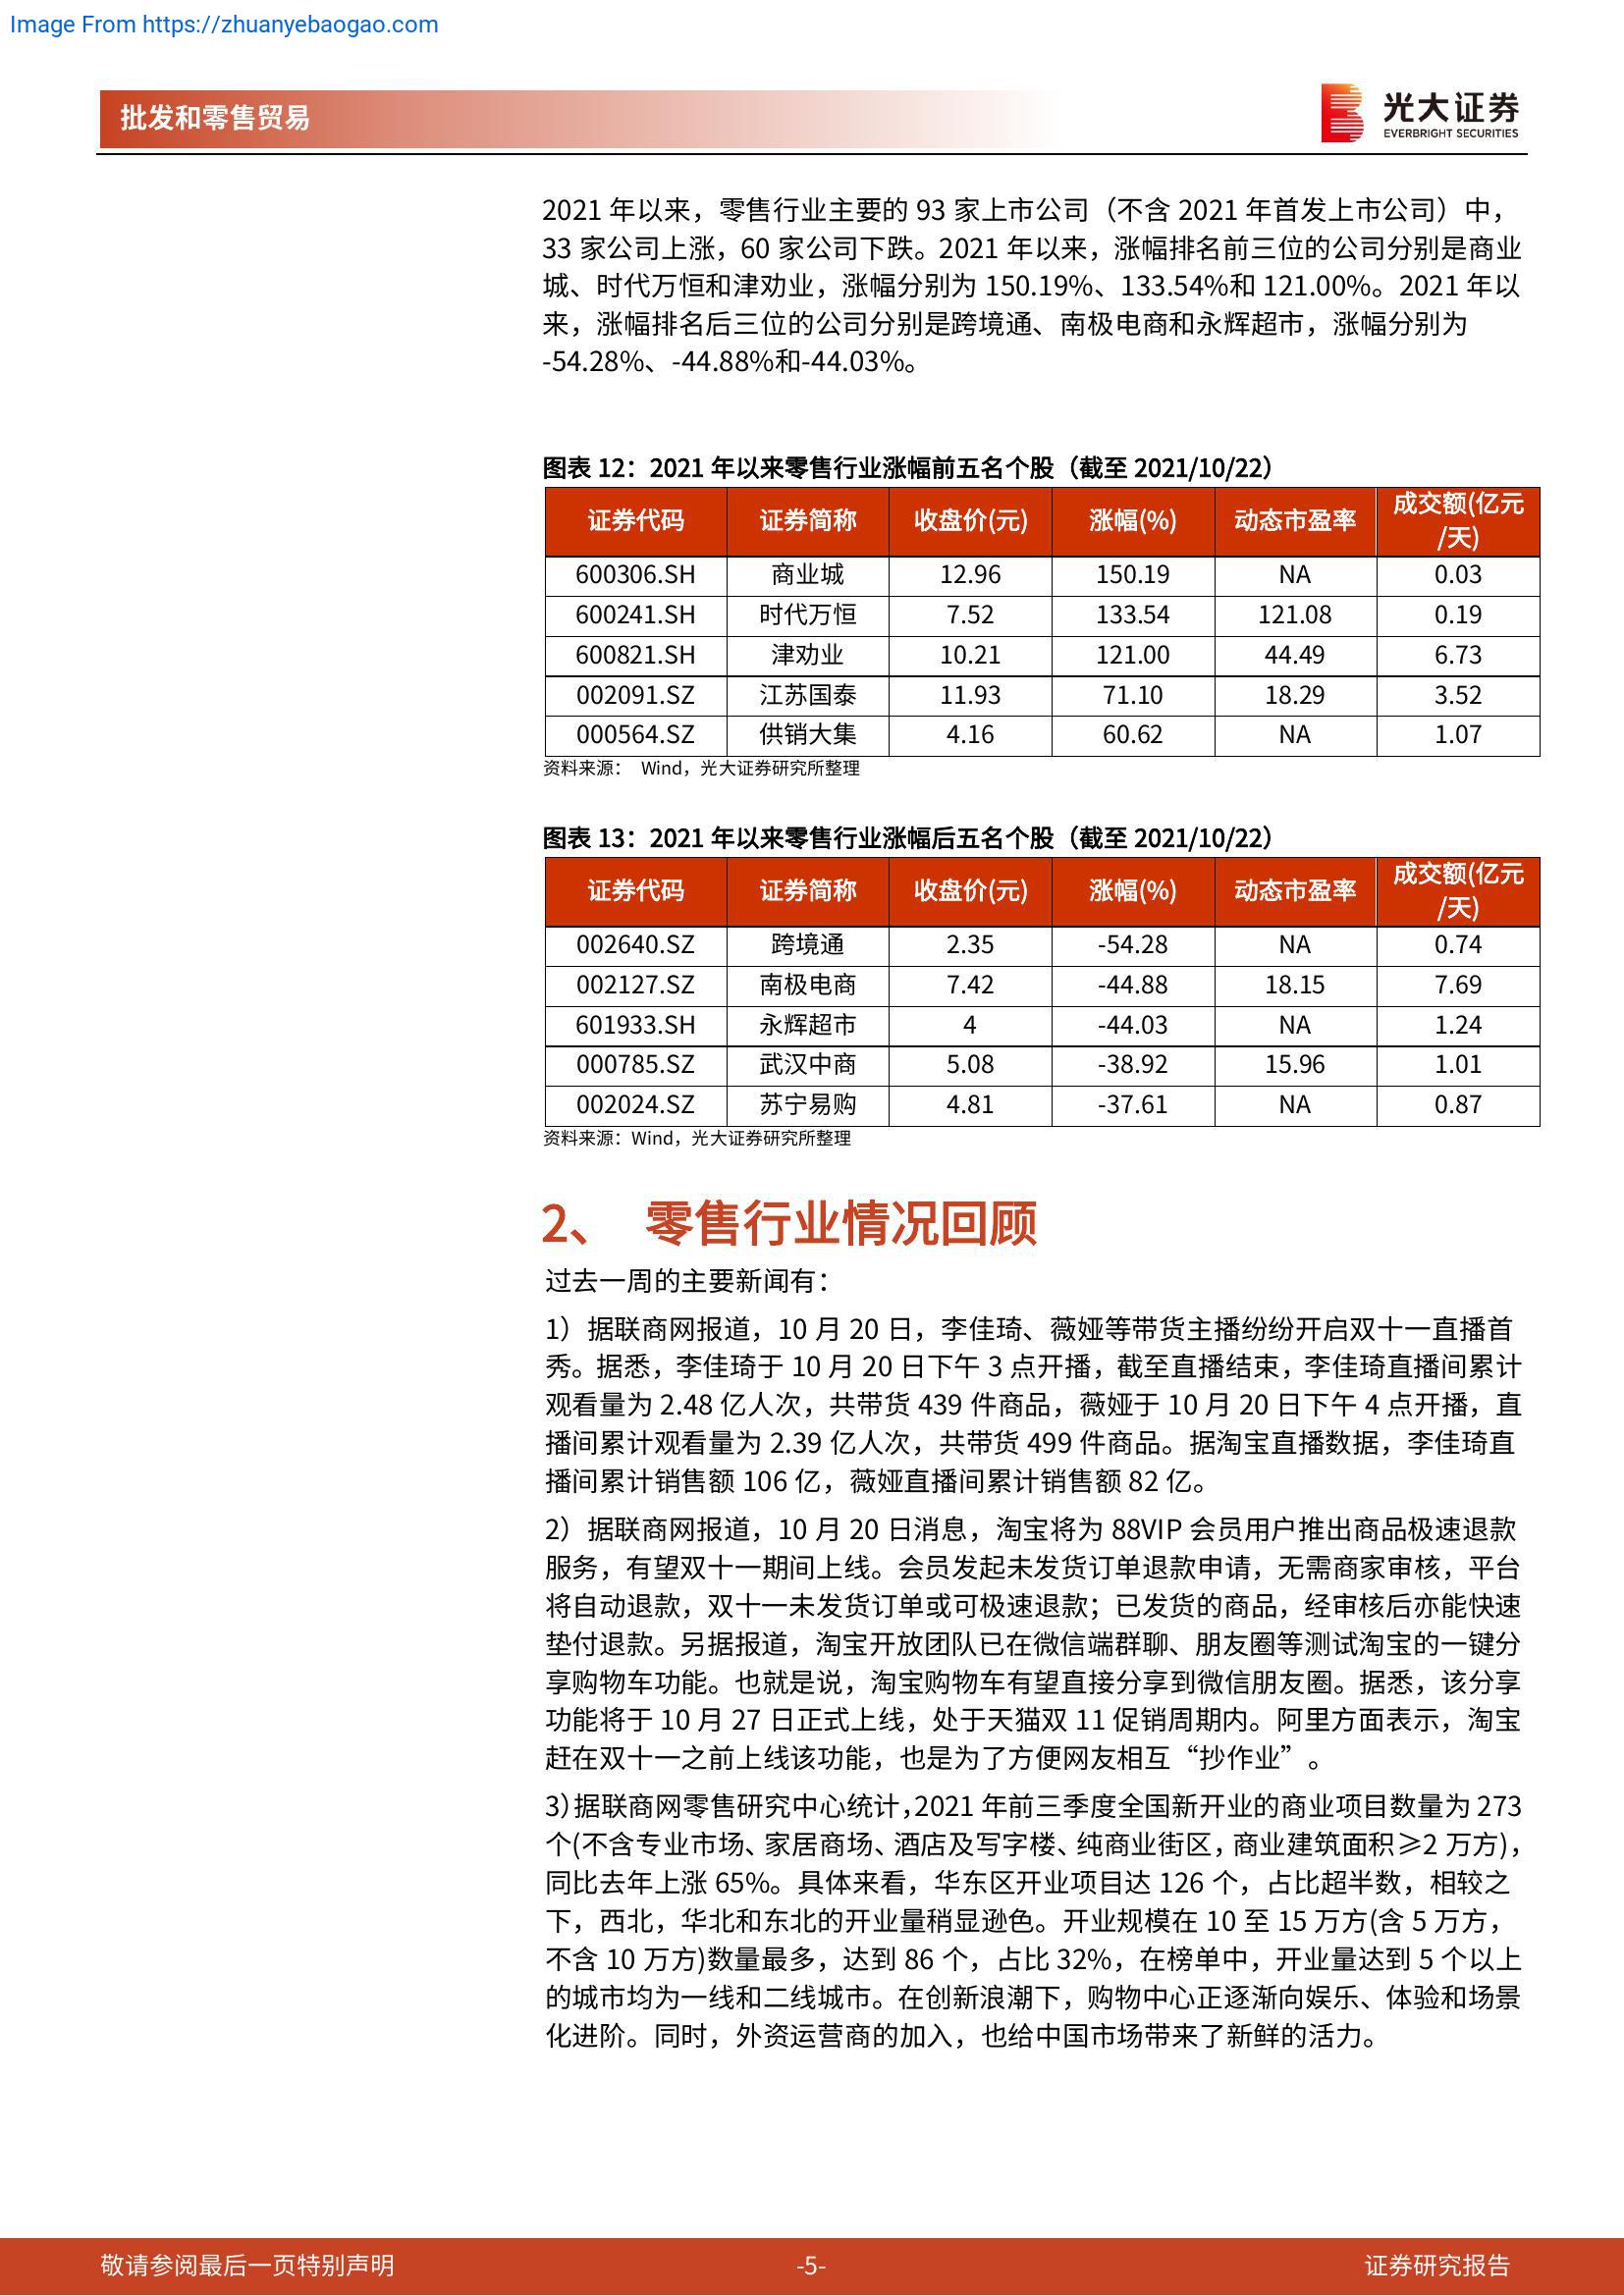 Image From https://zhuanyebaogao.com
批发和零售贸易
光大证券
EVERBRIGHT SECURITIES
2021 年以来，零售行业主要的 93 家上市公司（不含 2021 年首发上市公司）中，
33 家公司上涨，60 家公司下跌。2021 年以来，涨幅排名前三位的公司分别是商业
城、时代万恒和津劝业，涨幅分别为 150.19%、133.54%和 121.00%。2021 年以
来，涨幅排名后三位的公司分别是跨境通、南极电商和永辉超市，涨幅分别为
-54.28%、-44.88%和-44.03%。
图表 12：2021 年以来零售行业涨幅前五名个股（截至 2021/10/22）
证券代码 证券简称 收盘价(元) 涨幅(%) 动态市盈率 成交额(亿元
/天)
600306.SH 商业城 12.96 150.19 NA 0.03
600241.SH 时代万恒 7.52 133.54 121.08 0.19
600821.SH 津劝业 10.21 121.00 44.49 6.73
002091.SZ 江苏国泰 11.93 71.10 18.29 3.52
000564.SZ 供销大集 4.16 60.62 NA 1.07
资料来源： Wind，光大证券研究所整理
图表 13：2021 年以来零售行业涨幅后五名个股（截至 2021/10/22）
证券代码 证券简称 收盘价(元) 涨幅(%) 动态市盈率 成交额(亿元
/天)
002640.SZ 跨境通 2.35 -54.28 NA 0.74
002127.SZ 南极电商 7.42 -44.88 18.15 7.69
601933.SH 永辉超市 4 -44.03 NA 1.24
000785.SZ 武汉中商 5.08 -38.92 15.96 1.01
002024.SZ 苏宁易购 4.81 -37.61 NA 0.87
资料来源：Wind，光大证券研究所整理
2、 零售行业情况回顾
过去一周的主要新闻有：
1）据联商网报道，10 月 20 日，李佳琦、薇娅等带货主播纷纷开启双十一直播首
秀。据悉，李佳琦于 10 月 20 日下午 3 点开播，截至直播结束，李佳琦直播间累计
观看量为 2.48 亿人次，共带货 439 件商品，薇娅于 10 月 20 日下午 4 点开播，直
播间累计观看量为 2.39 亿人次，共带货 499 件商品。据淘宝直播数据，李佳琦直
播间累计销售额 106 亿，薇娅直播间累计销售额 82 亿。
2）据联商网报道，10 月 20 日消息，淘宝将为 88VIP 会员用户推出商品极速退款
服务，有望双十一期间上线。会员发起未发货订单退款申请，无需商家审核，平台
将自动退款，双十一未发货订单或可极速退款；已发货的商品，经审核后亦能快速
垫付退款。另据报道，淘宝开放团队已在微信端群聊、朋友圈等测试淘宝的一键分
享购物车功能。也就是说，淘宝购物车有望直接分享到微信朋友圈。据悉，该分享
功能将于 10 月 27 日正式上线，处于天猫双 11 促销周期内。阿里方面表示，淘宝
赶在双十一之前上线该功能，也是为了方便网友相互“抄作业”。
3）据联商网零售研究中心统计，2021 年前三季度全国新开业的商业项目数量为 273
个(不含专业市场、家居商场、酒店及写字楼、纯商业街区，商业建筑面积≥2 万方)，
同比去年上涨 65%。具体来看，华东区开业项目达 126 个，占比超半数，相较之
下，西北，华北和东北的开业量稍显逊色。开业规模在 10 至 15 万方(含 5 万方，
不含 10 万方)数量最多，达到 86 个，占比 32%，在榜单中，开业量达到 5 个以上
的城市均为一线和二线城市。在创新浪潮下，购物中心正逐渐向娱乐、体验和场景
化进阶。同时，外资运营商的加入，也给中国市场带来了新鲜的活力。
敬请参阅最后一页特别声明 -5- 证券研究报告